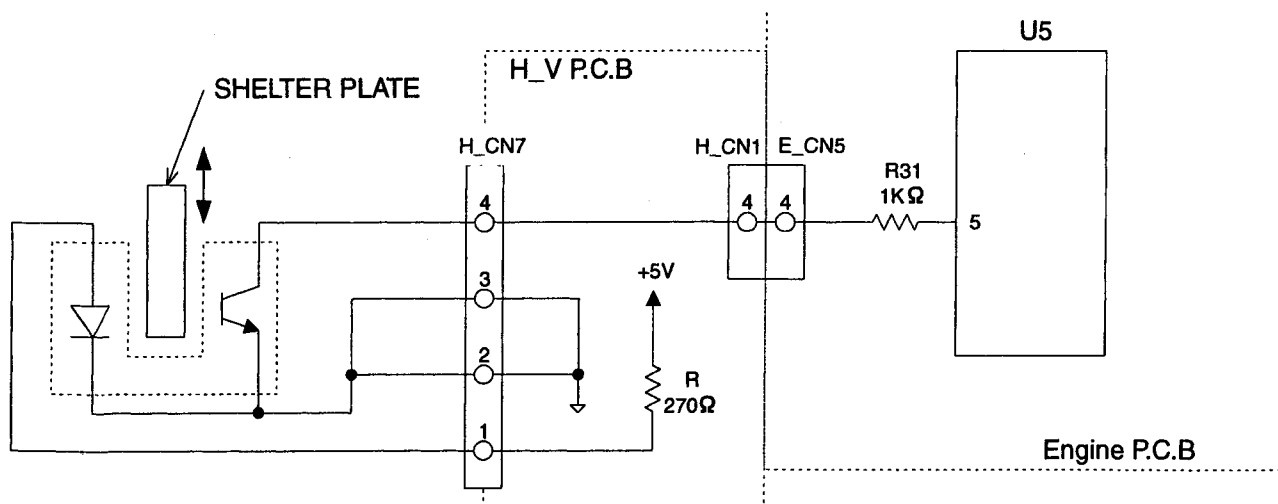 U5
H_V P.C.B
SHELTER PLATE
H_CN7
H_CN1
E_CN5
R31
1KΩ
4
4
4
5
+5V
3
2
R
270Ω
1
Engine P.C.B